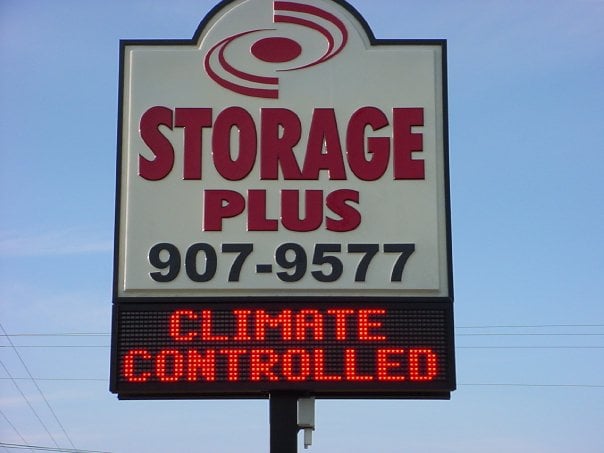 STORAGE
PLUS
907-9577
CLIMATE
CONTROLLED